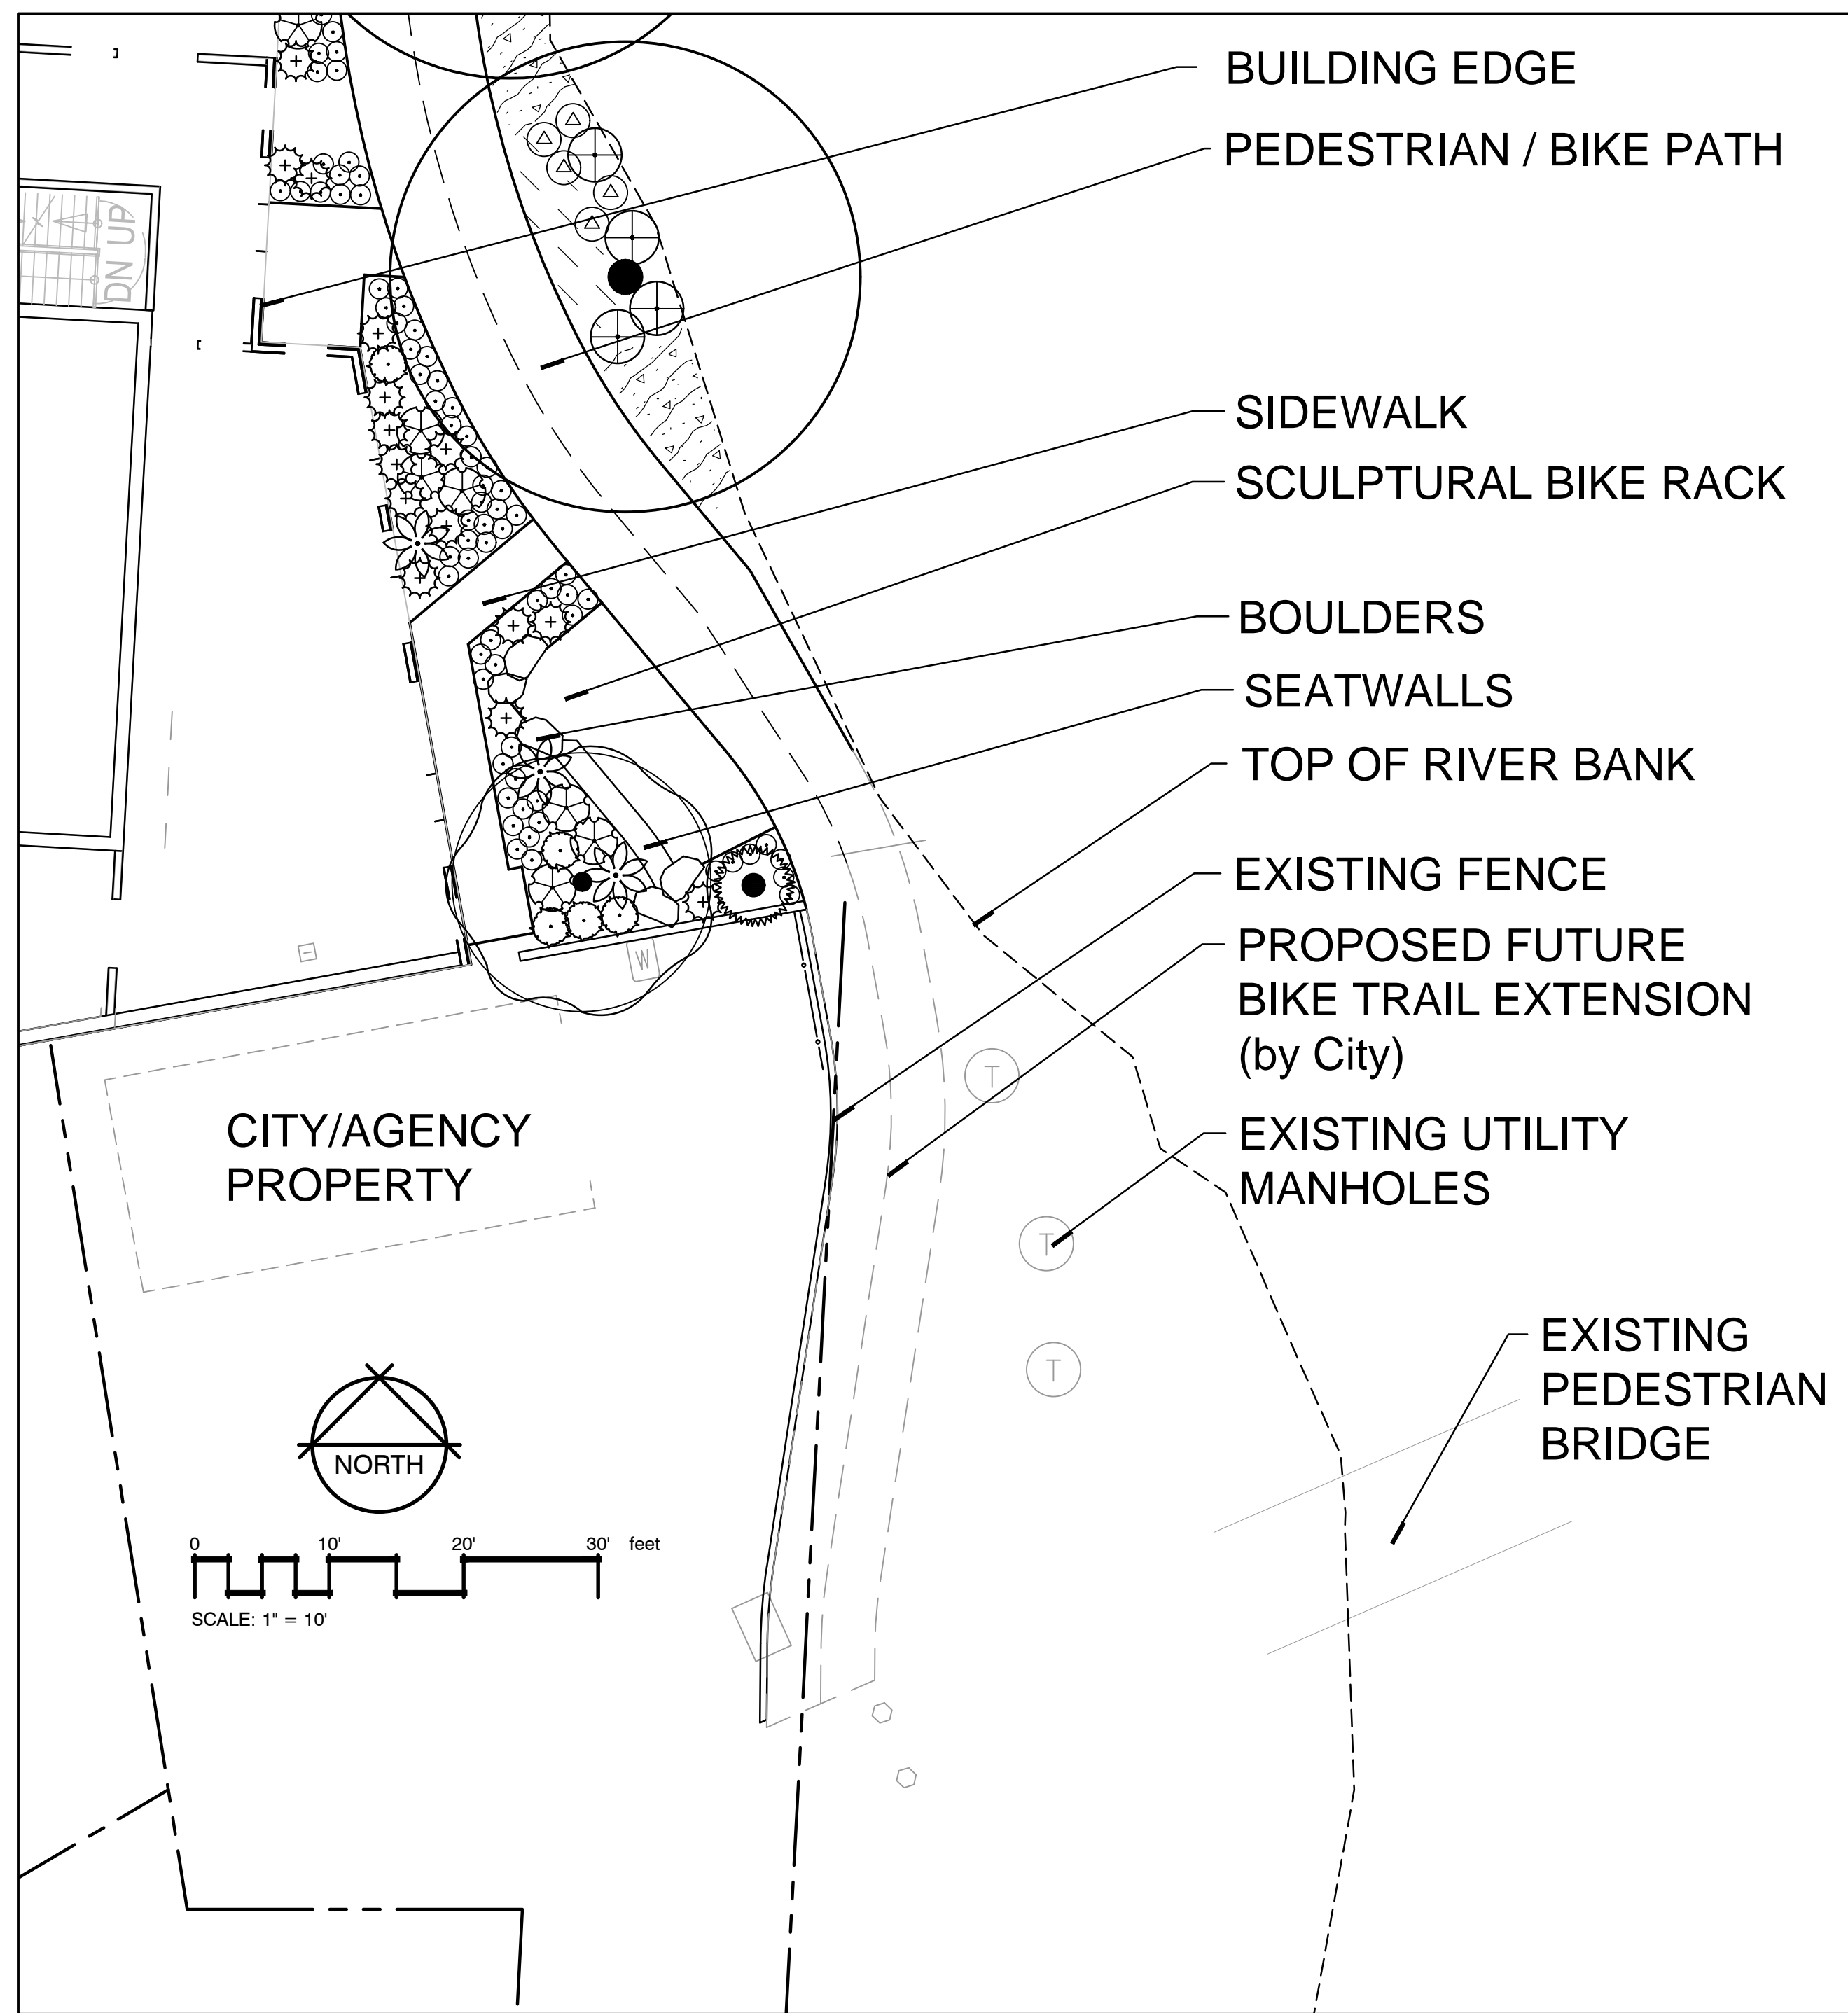 BUILDING EDGE
PEDESTRIAN / BIKE PATH
DN UP
SIDEWALK
SCULPTURAL BIKE RACK
BOULDERS
SEATWALLS
TOP OF RIVER BANK
EXISTING FENCE
PROPOSED FUTURE
BIKE TRAIL EXTENSION
(by City)
W
T
CITY/AGENCY
PROPERTY
EXISTING UTILITY
MANHOLES
T
T
EXISTING
PEDESTRIAN
BRIDGE
NORTH
0 10' 20' 30' feet
SCALE: 1" = 10'